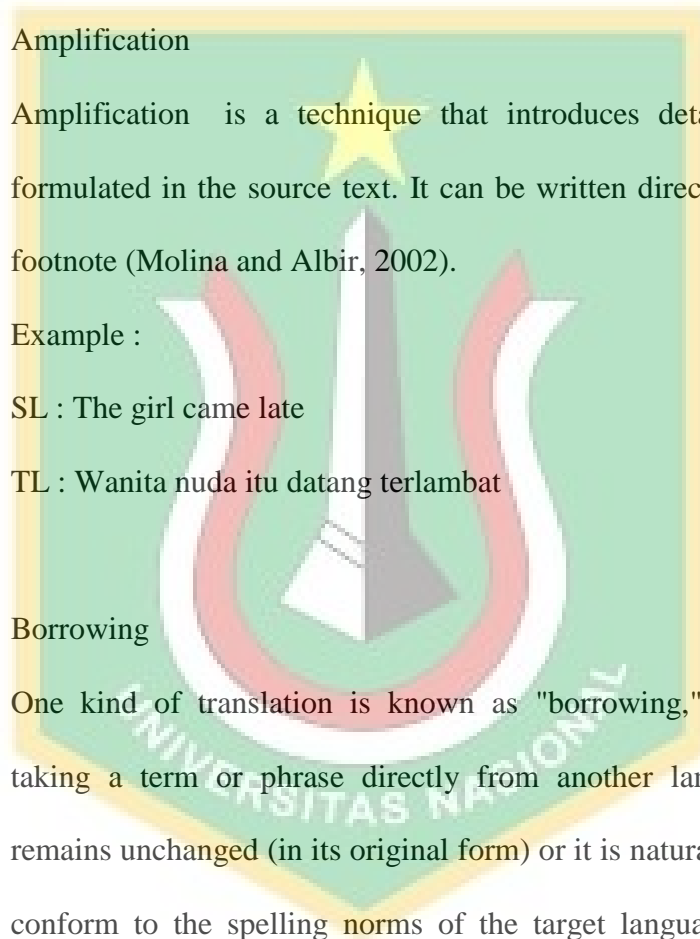 Amplification
Amplification is a technique that introduces deta
formulated in the source text. It can be written direc
footnote (Molina and Albir, 2002).
Example :
SL : The girl came late
TL : Wanita nuda itu datang terlambat
Borrowing
One kind of translation is known as "borrowing,"
taking a term or phrase directly from another lan
remains unchanged (in its original form) or it is natura
conform to the spelling norms of the target langua
UNIVERSITAS NASIONAL